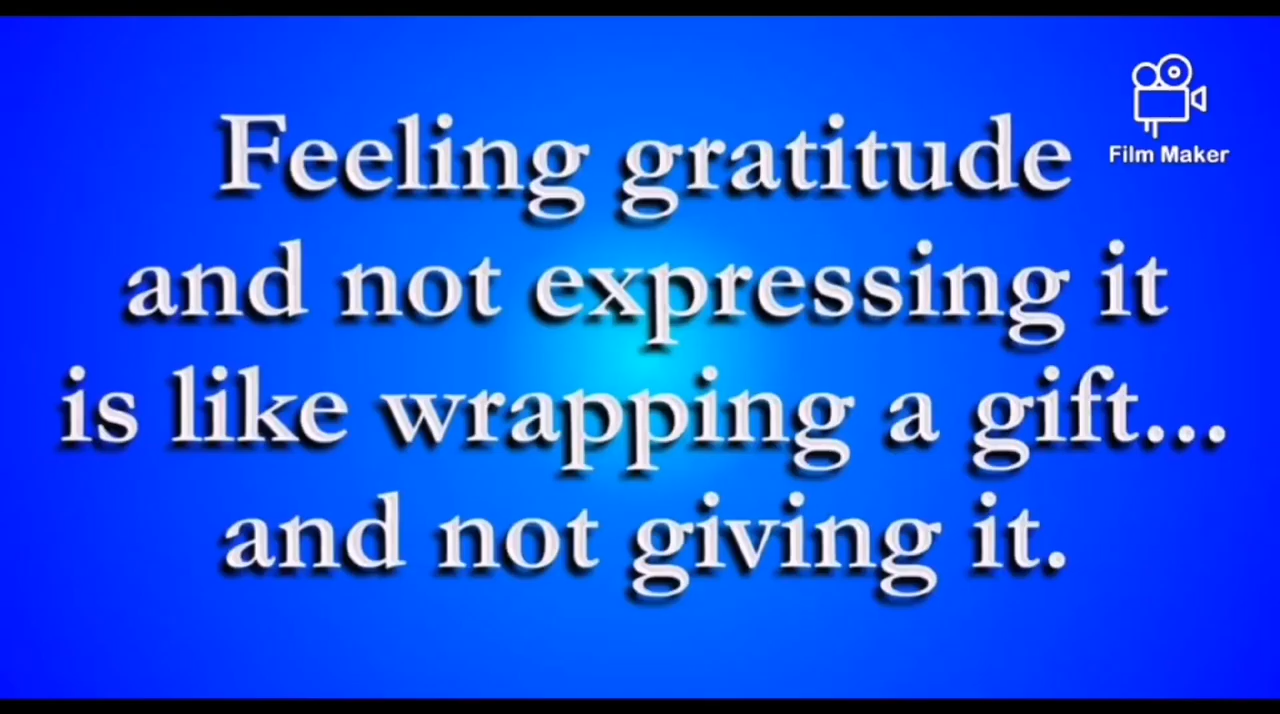 Feeling gratitude
and not expressing it
is like wrapping a gift...
and not giving it.
Film Maker